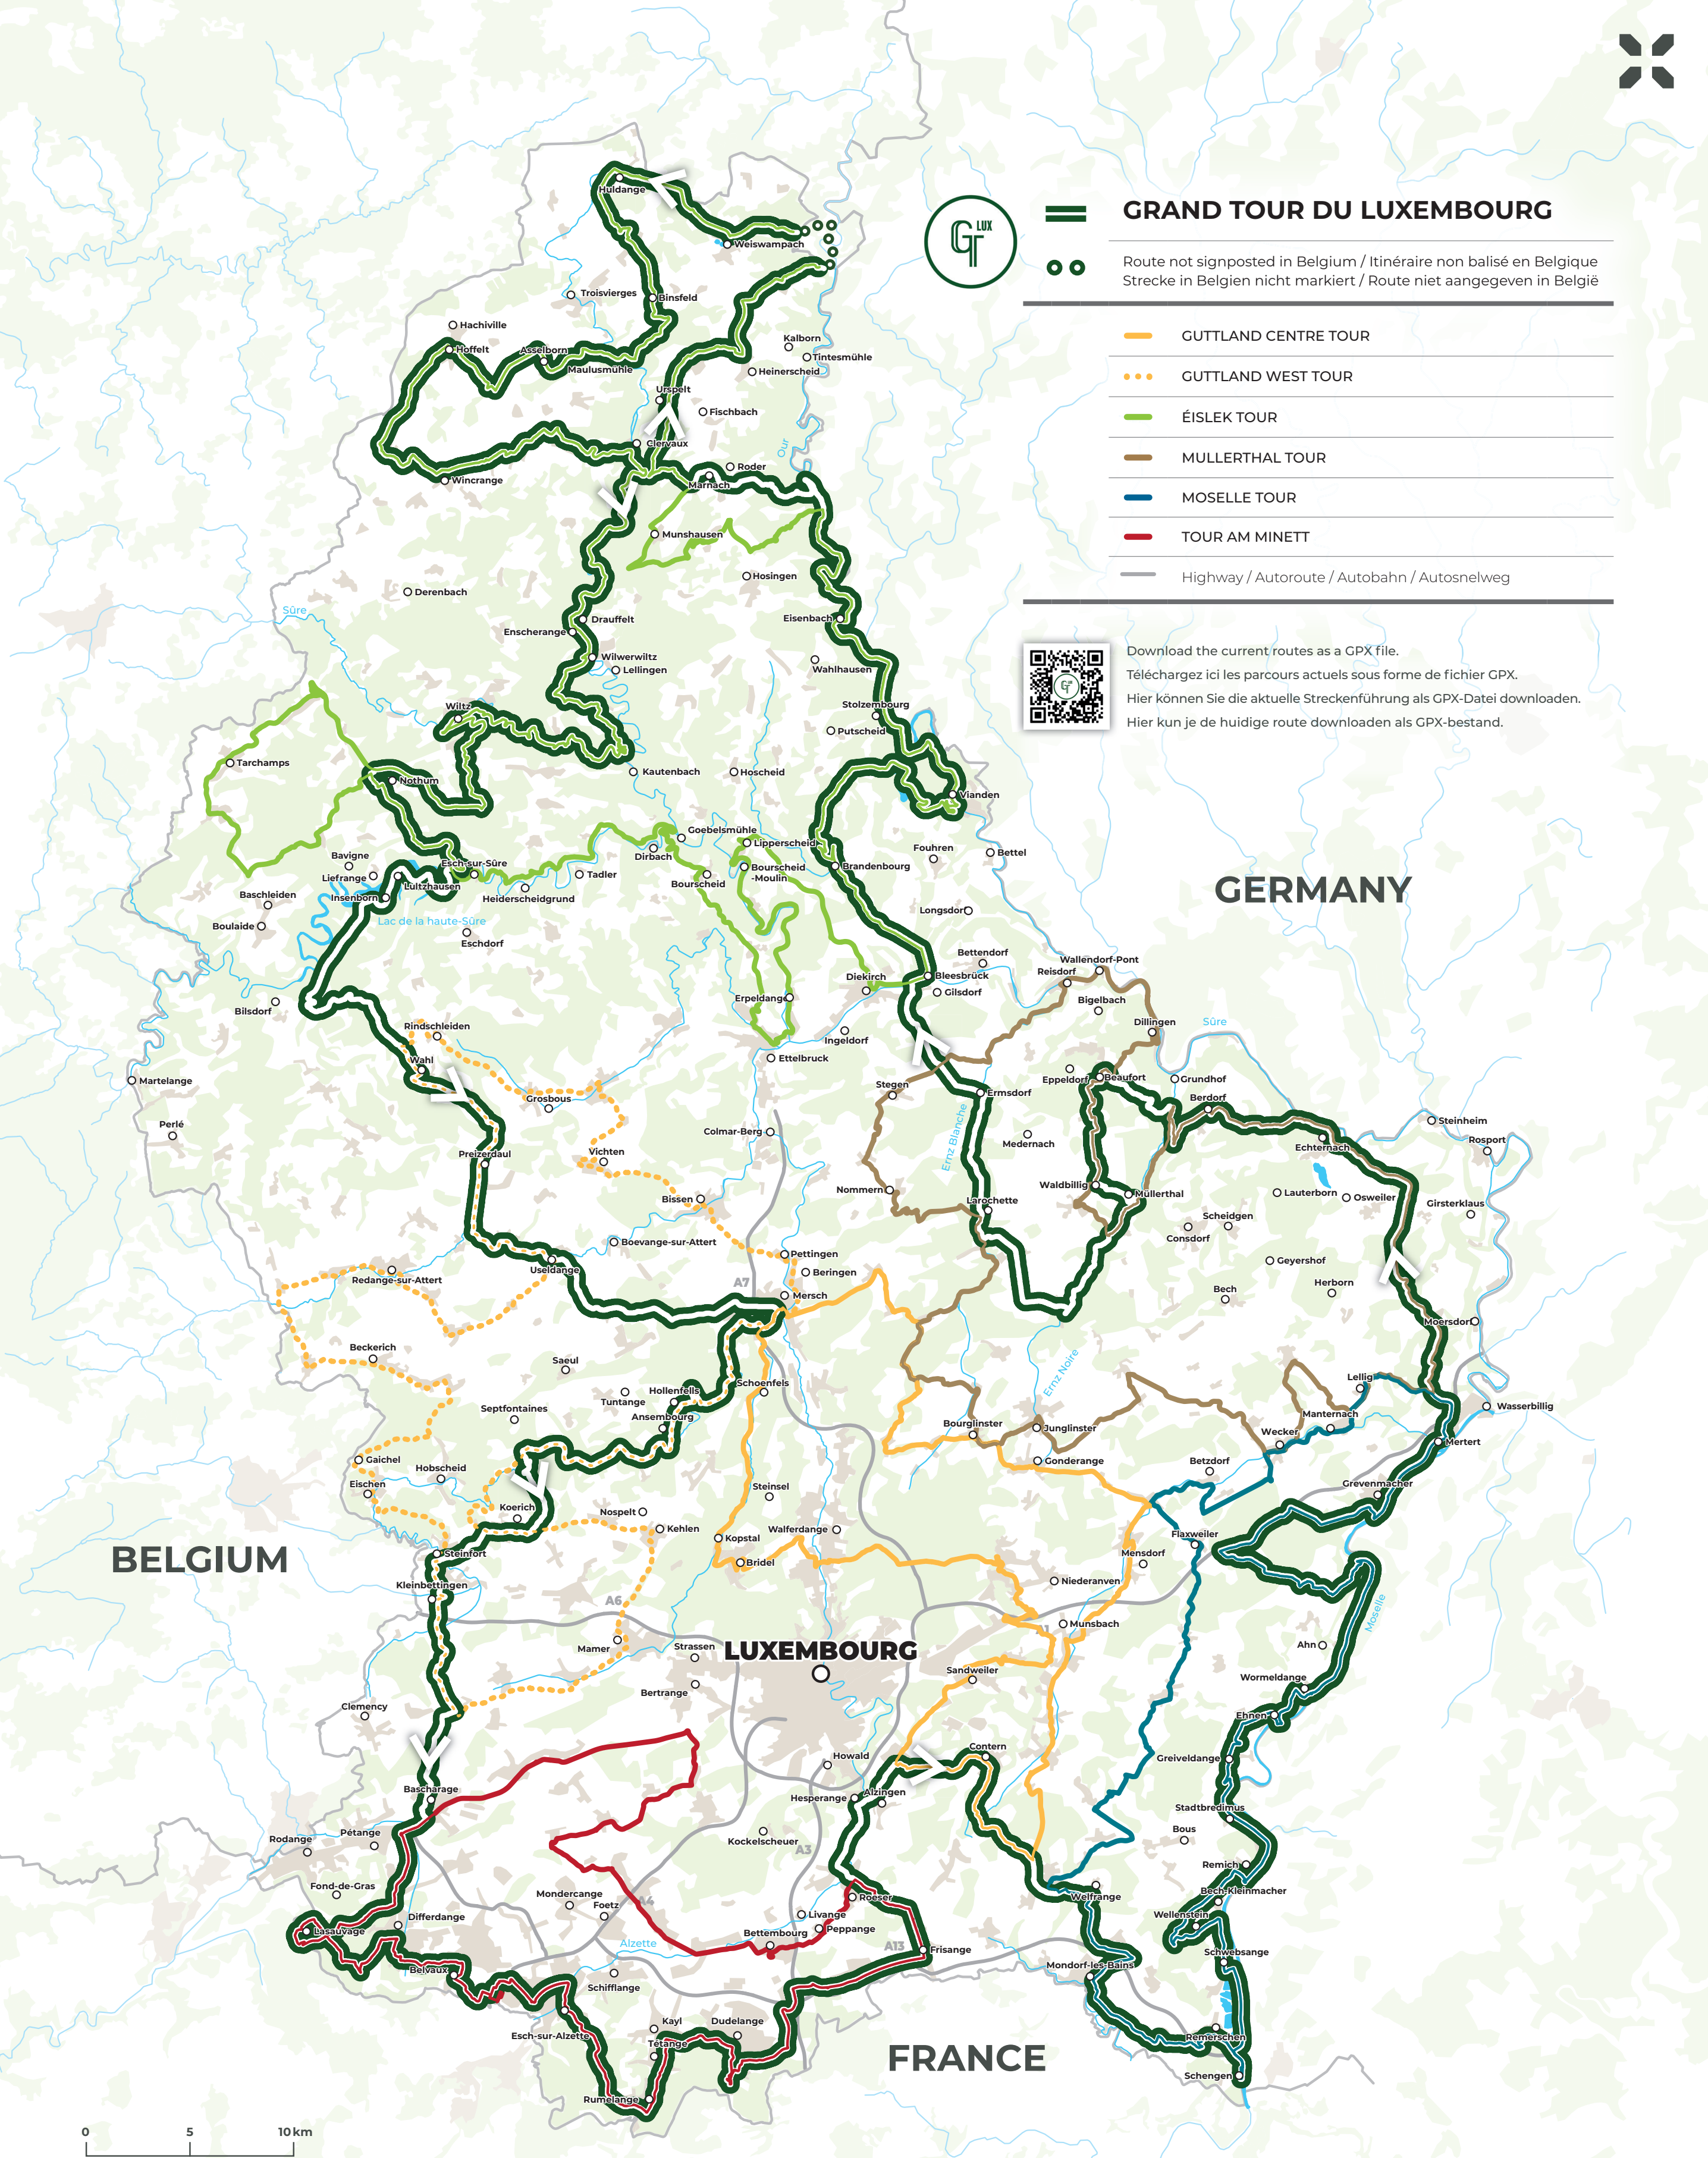 GT LUX
GRAND TOUR DU LUXEMBOURG
Route not signposted in Belgium / Itinéraire non balisé en Belgique
Strecke in Belgien nicht markiert / Route niet aangegeven in België
GUTTLAND CENTRE TOUR
GUTTLAND WEST TOUR
ÉISLEK TOUR
MULLERTHAL TOUR
MOSELLE TOUR
TOUR AM MINETT
Highway / Autoroute / Autobahn / Autosnelweg
Download the current routes as a GPX file.
Téléchargez ici les parcours actuels sous forme de fichier GPX.
Hier können Sie die aktuelle Streckenführung als GPX-Datei downloaden.
Hier kun je de huidige route downloaden als GPX-bestand.
Huldange
Weiswampach
Troisvierges
Binsfeld
Hachiville
Hoffelt
Asselborn
Maulusmühle
Kalborn
Tintesmühle
Heinerscheid
Urspelt
Fischbach
Clervaux
Our
Roder
Marnach
Wincrange
Munshausen
Hosingen
Derenbach
Sûre
Drauffelt
Eisenbach
Enscherange
Wilwerwiltz
Lellingen
Wahlhausen
Wiltz
Stolzembourg
Putscheid
Tarchamps
Nothum
Kautenbach
Hoscheid
Vianden
Goebelsmühle
Lipperscheid
Dirbach
Fouhren
Bettel
Bavigne
Liefrange
Esch-sur-Sûre
Lultzhausen
Tadler
Bourscheid
Bourscheid
-Moulin
Brandenbourg
Baschleiden
Insenborn
Heiderscheidgrund
Longsdorf
Boulaide
Lac de la haute-Sûre
Eschdorf
GERMANY
Bettendorf
Wallendorf-Pont
Reisdorf
Diekirch
Bleesbrück
Gilsdorf
Erpeldange
Bigelbach
Bilsdorf
Dillingen
Sûre
Rindschleiden
Ingeldorf
Wahl
Ettelbruck
Martelange
Stegen
Ermsdorf
Eppeldorf
Beaufort
Grundhof
Berdorf
Grosbous
Perlé
Colmar-Berg
Ernz Blanche
Medernach
Echternach
Steinheim
Rosport
Preizerdaul
Vichten
Nommern
Bissen
Larochette
Waldbillig
Müllerthal
Lauterborn
Osweiler
Girsterklaus
Scheidgen
Consdorf
Boevange-sur-Attert
Pettingen
Beringen
Geyershof
Useldange
Redange-sur-Attert
A7
Mersch
Herborn
Bech
Moersdorf
Beckerich
Saeul
Ernz Noire
Schoenfels
Hollenfels
Tuntange
Ansembourg
Septfontaines
Lellig
Wasserbillig
Manternach
Bourglinster
Junglinster
Wecker
Mertert
Gaichel
Hobscheid
Gonderange
Betzdorf
Eischen
Steinsel
Grevenmacher
Koerich
Nospelt
Kehlen
Kopstal
Walferdange
Flaxweiler
BELGIUM
Steinfort
Bridel
Mensdorf
Kleinbettingen
Niederanven
A6
Moselle
Munsbach
A1
Mamer
Strassen
LUXEMBOURG
Ahn
Sandweiler
Bertrange
Wormeldange
Clemency
Ehnen
Howald
Contern
Greiveldange
Bascharage
Hesperange
Alzingen
Stadtbredimus
Bous
Rodange
Pétange
Kockelscheuer
A3
Remich
Fond-de-Gras
Mondercange
Foetz
A4
Roeser
Welfrange
Bech-Kleinmacher
Livange
Peppange
Wellenstein
Differdange
Lasauvage
Alzette
Bettembourg
A13
Frisange
Schwebsange
Belvaux
Mondorf-les-Bains
Schifflange
Esch-sur-Alzette
Kayl
Dudelange
Tétange
Remerschen
FRANCE
Schengen
Rumelange
0 5 10 km